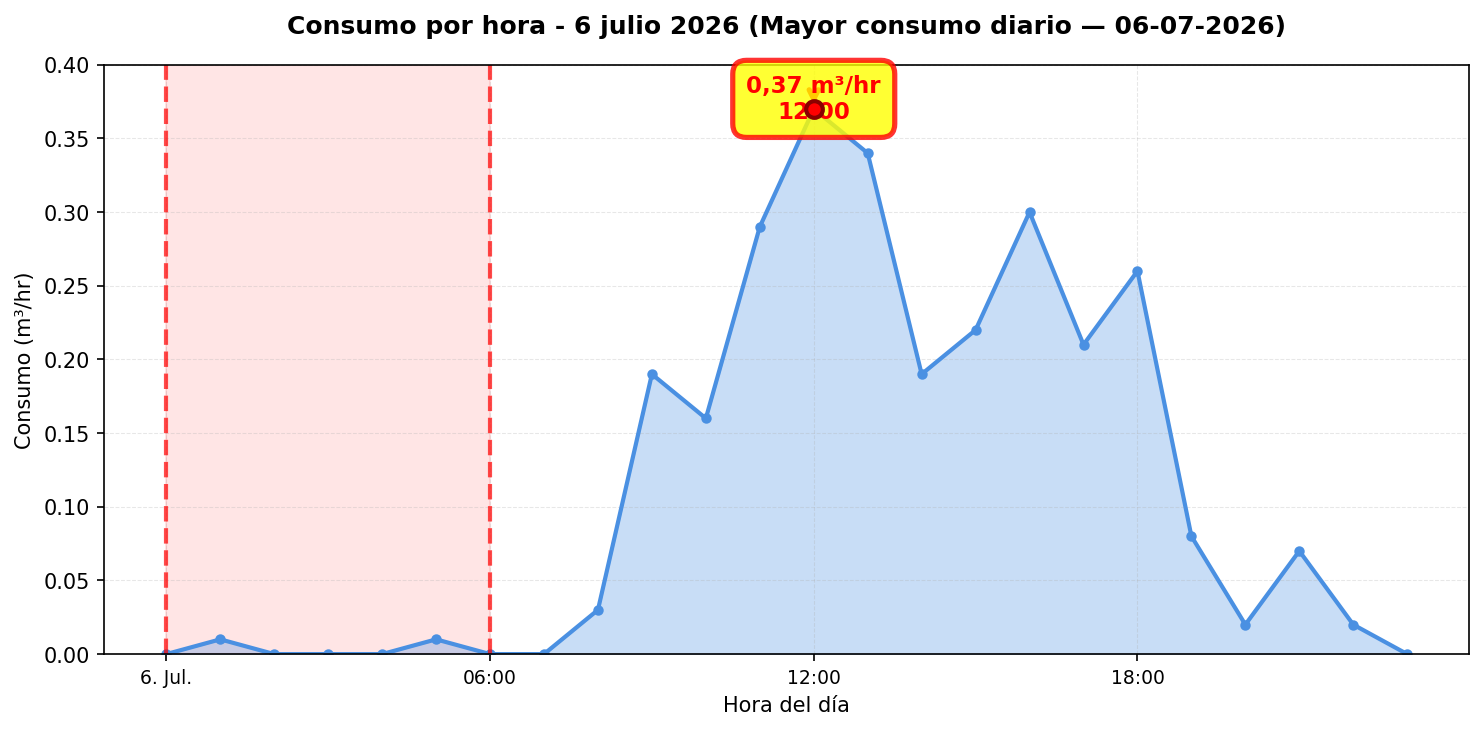 Consumo por hora - 6 julio 2026 (Mayor consumo diario — 06-07-2026)
0,37 m³/hr
12:00
Consumo (m³/hr)
0.40
0.35
0.30
0.25
0.20
0.15
0.10
0.05
0.00
6. Jul.
06:00
12:00
18:00
Hora del día